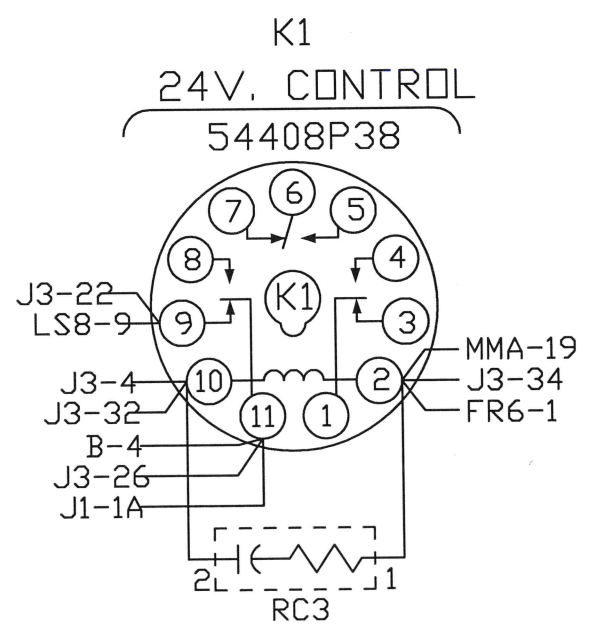 K1
24V. CONTROL
54408P38
6
7
5
8
4
J3-22
K1
LS8-9
9
3
MMA-19
J3-4
10
2
J3-34
J3-32
11
1
FR6-1
B-4
J3-26
J1-1A
2
1
RC3